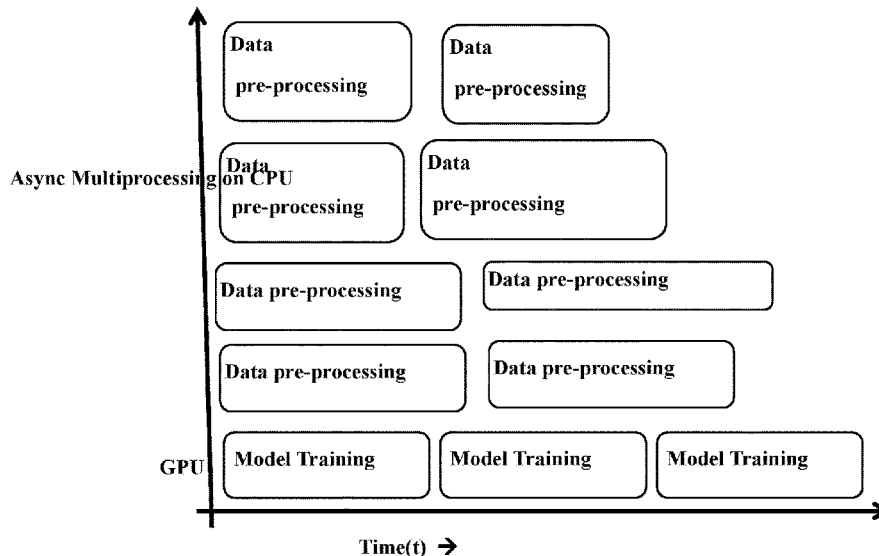 Data
pre-processing
Data
pre-processing
Async Multiprocessing on CPU
Data
pre-processing
Data
pre-processing
Data pre-processing
Data pre-processing
Data pre-processing
Data pre-processing
GPU
Model Training
Model Training
Model Training
Time(t) →